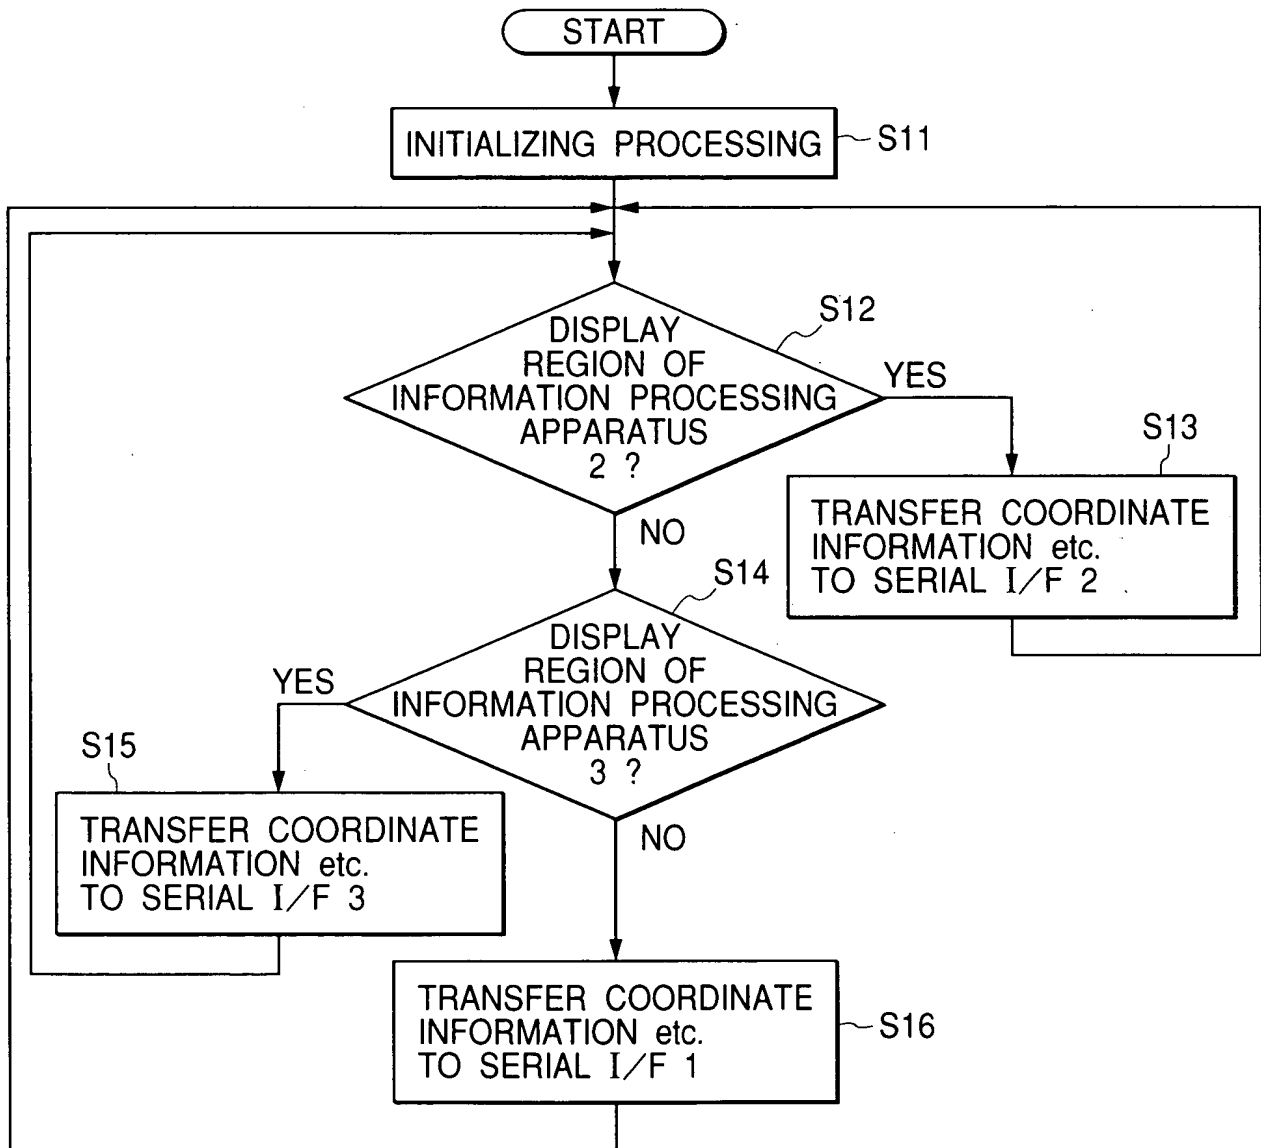 START
INITIALIZING PROCESSING
S11
S12
DISPLAY
REGION OF
INFORMATION PROCESSING
APPARATUS
2 ?
YES
NO
S13
TRANSFER COORDINATE
INFORMATION etc.
TO SERIAL I/F 2
S14
DISPLAY
REGION OF
INFORMATION PROCESSING
APPARATUS
3 ?
YES
NO
S15
TRANSFER COORDINATE
INFORMATION etc.
TO SERIAL I/F 3
TRANSFER COORDINATE
INFORMATION etc.
TO SERIAL I/F 1
S16